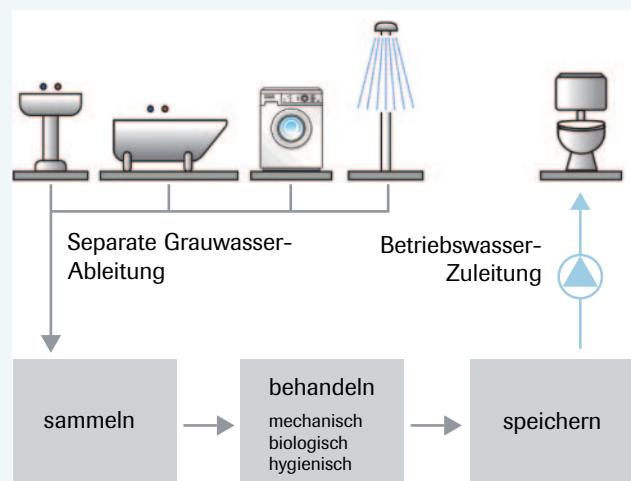 Separate Grauwasser-
Ableitung
Betriebswasser-
Zuleitung
sammeln
behandeln
mechanisch
biologisch
hygienisch
speichern